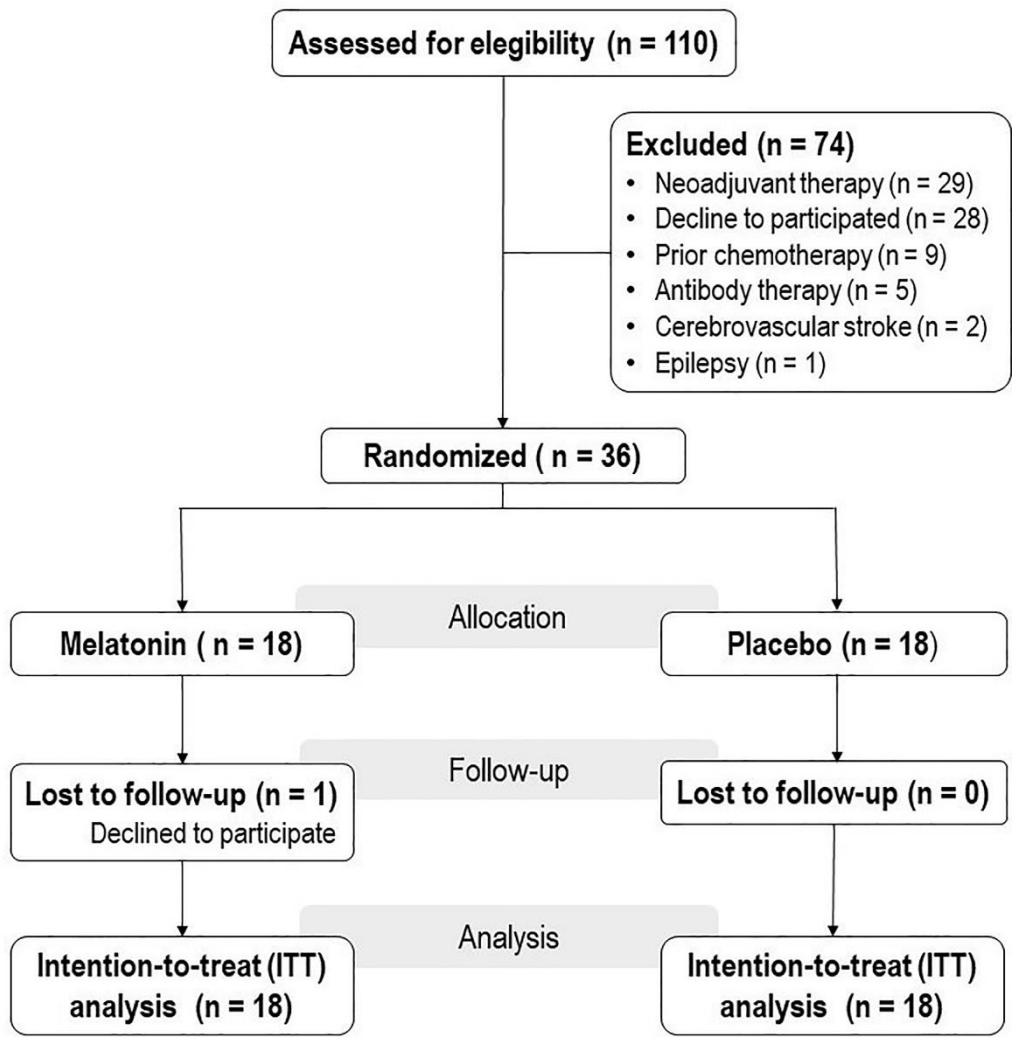 Assessed for elegibility (n = 110)
Excluded (n = 74)
• Neoadjuvant therapy (n = 29)
• Decline to participated (n = 28)
• Prior chemotherapy (n = 9)
• Antibody therapy (n = 5)
• Cerebrovascular stroke (n = 2)
• Epilepsy (n = 1)
Randomized ( n = 36)
Allocation
Melatonin ( n = 18)
Placebo (n = 18)
Follow-up
Lost to follow-up (n = 1)
Declined to participate
Lost to follow-up (n = 0)
Analysis
Intention-to-treat (ITT)
analysis (n = 18)
Intention-to-treat (ITT)
analysis (n = 18)